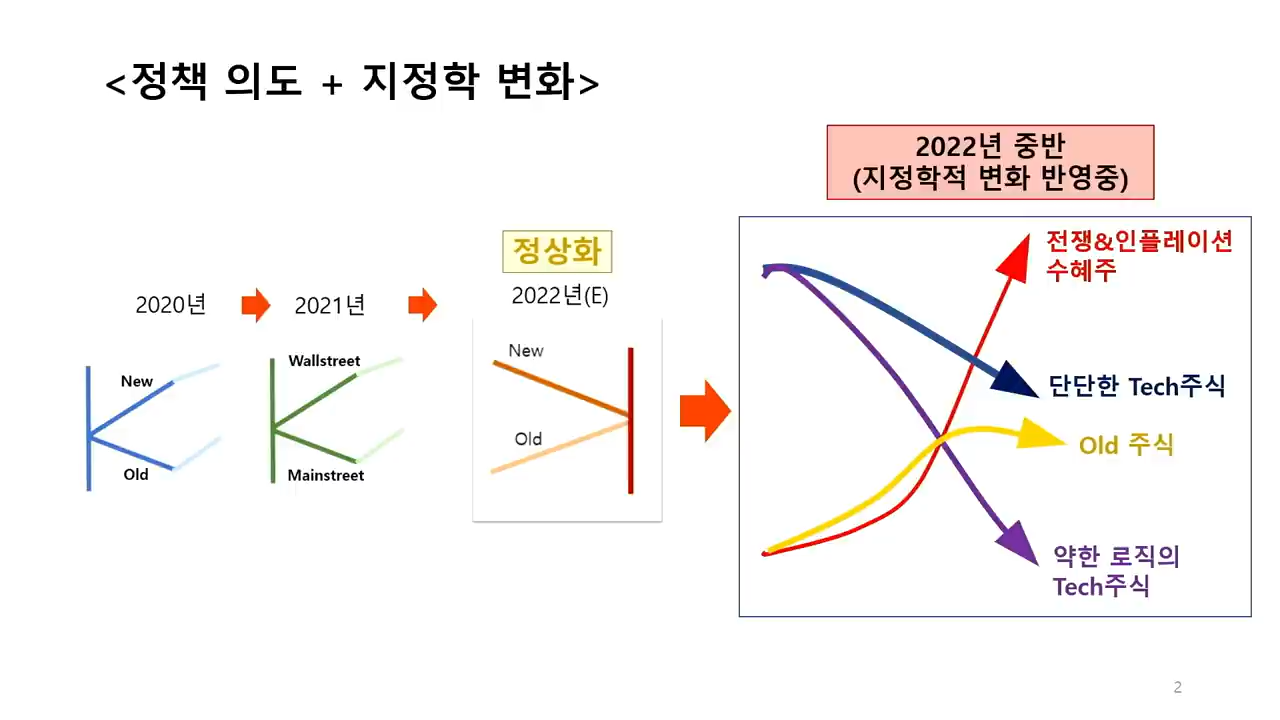 <정책 의도 + 지정학 변화>
2022년 중반
(지정학적 변화 반영중)
정상화
2020년
2021년
2022년(E)
New
Old
Wallstreet
Mainstreet
New
Old
전쟁&인플레이션
수혜주
단단한 Tech주식
Old 주식
약한 로직의
Tech주식
2